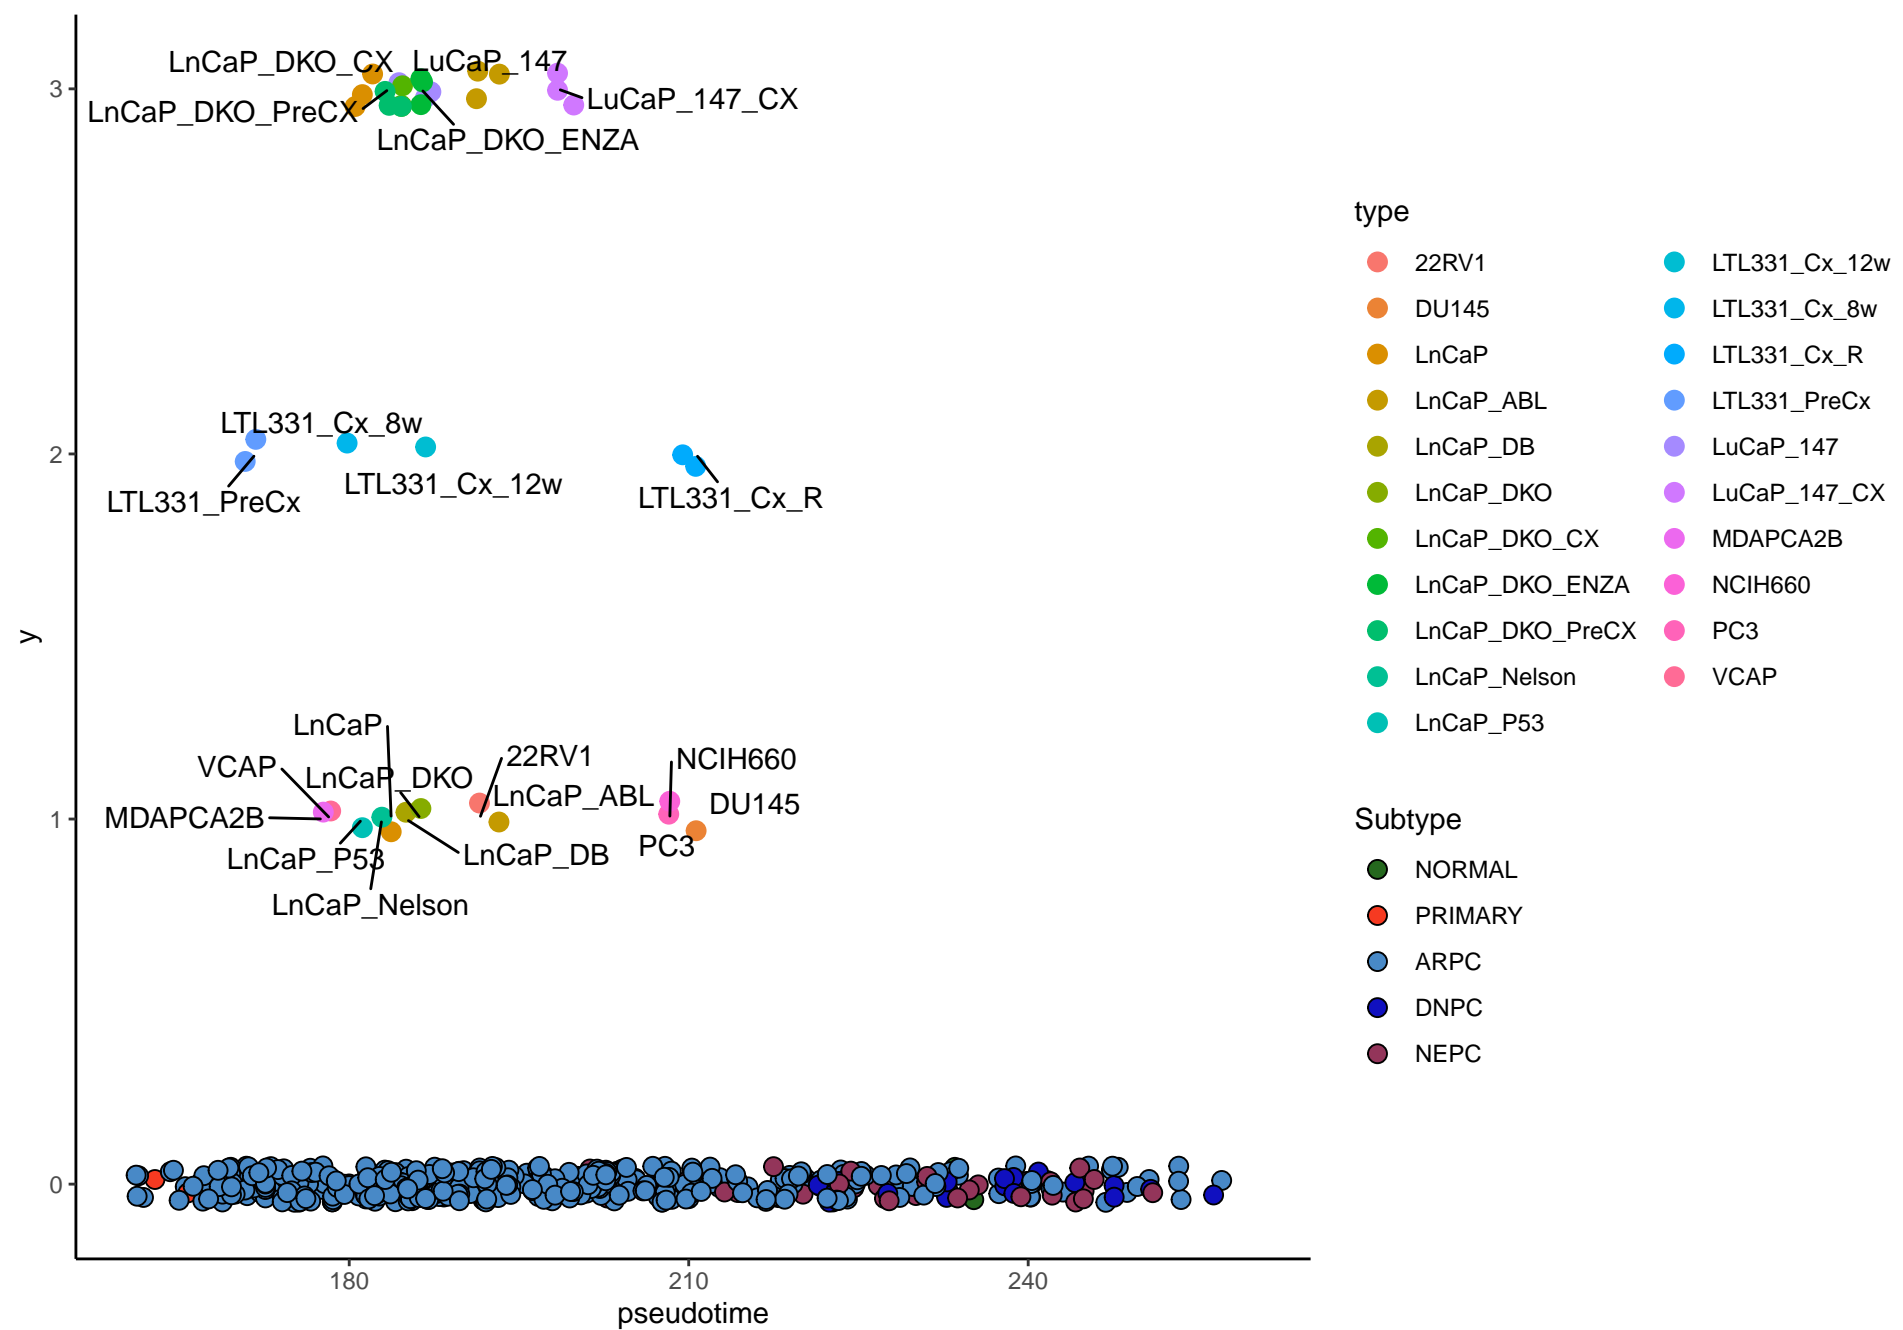 LnCaP_DKO_CX
LuCaP_147
3
LuCaP_147_CX
LnCaP_DKO_PreCX
LnCaP_DKO_ENZA
LTL331_Cx_8w
2
LTL331_Cx_12w
LTL331_PreCx
LTL331_Cx_R
y
LnCaP
22RV1
NCIH660
VCAP
LnCaP_DKO
LnCaP_ABL
DU145
MDAPCA2B
1
PC3
LnCaP_P53
LnCaP_DB
LnCaP_Nelson
0
180
210
240
pseudotime
type
22RV1
DU145
LnCaP
LnCaP_ABL
LnCaP_DB
LnCaP_DKO
LnCaP_DKO_CX
LnCaP_DKO_ENZA
LnCaP_DKO_PreCX
LnCaP_Nelson
LnCaP_P53
LTL331_Cx_12w
LTL331_Cx_8w
LTL331_Cx_R
LTL331_PreCx
LuCaP_147
LuCaP_147_CX
MDAPCA2B
NCIH660
PC3
VCAP
Subtype
NORMAL
PRIMARY
ARPC
DNPC
NEPC